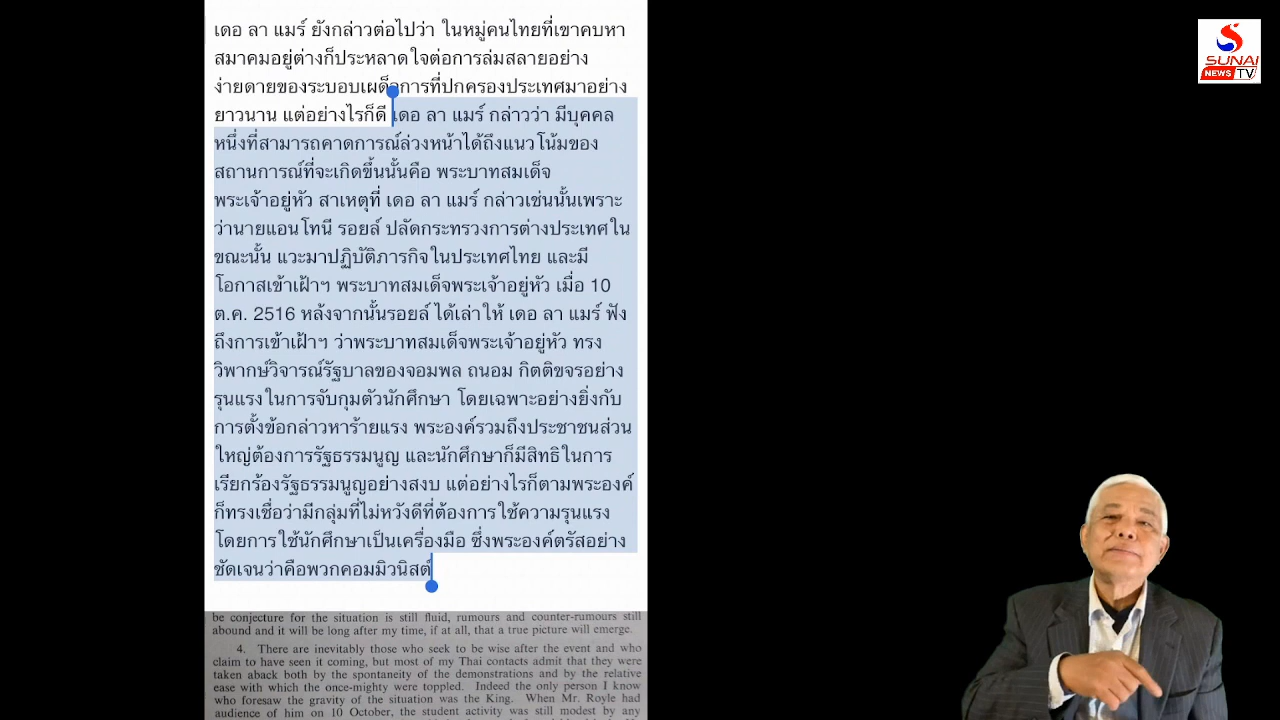 เดอ ลา แมร์ ยังกล่าวต่อไปว่า ในหมู่คนไทยที่เขาคบหา
สมาคมอยู่ต่างก็ประหลาดใจต่อการล่มสลายอย่าง
ง่ายดายของระบอบเผด็จการที่ปกครองประเทศมาอย่าง
ยาวนาน แต่อย่างไรก็ดี เดอ ลา แมร์ กล่าวว่า มีบุคคล
หนึ่งที่สามารถคาดการณ์ล่วงหน้าได้ถึงแนวโน้มของ
สถานการณ์ที่จะเกิดขึ้นนั้นคือ พระบาทสมเด็จ
พระเจ้าอยู่หัว สาเหตุที่ เดอ ลา แมร์ กล่าวเช่นนั้นเพราะ
ว่านายแอนโทนี รอยล์ ปลัดกระทรวงการต่างประเทศใน
ขณะนั้น แวะมาปฏิบัติภารกิจในประเทศไทย และมี
โอกาสเข้าเฝ้าฯ พระบาทสมเด็จพระเจ้าอยู่หัว เมื่อ 10
ต.ค. 2516 หลังจากนั้นรอยล์ ได้เล่าให้ เดอ ลา แมร์ ฟัง
ถึงการเข้าเฝ้าฯ ว่าพระบาทสมเด็จพระเจ้าอยู่หัว ทรง
วิพากษ์วิจารณ์รัฐบาลของจอมพล ถนอม กิตติขจรอย่าง
รุนแรงในการจับกุมตัวนักศึกษา โดยเฉพาะอย่างยิ่งกับ
การตั้งข้อกล่าวหาร้ายแรง พระองค์รวมถึงประชาชนส่วน
ใหญ่ต้องการรัฐธรรมนูญ และนักศึกษาก็มีสิทธิในการ
เรียกร้องรัฐธรรมนูญอย่างสงบ แต่อย่างไรก็ตามพระองค์
ก็ทรงเชื่อว่ามีกลุ่มที่ไม่หวังดีที่ต้องการใช้ความรุนแรง
โดยการใช้นักศึกษาเป็นเครื่องมือ ซึ่งพระองค์ตรัสอย่าง
ชัดเจนว่าคือพวกคอมมิวนิสต์
be conjecture for the situation is still fluid, rumours and counter-rumours still
abound and it will be long after my time, if at all, that a true picture will emerge.
4. There are inevitably those who seek to be wise after the event and who
claim to have seen it coming, but most of my Thai contacts admit that they were
taken aback both by the spontaneity of the demonstrations and by the relative
ease with which the once-mighty were toppled. Indeed the only person I know
who foresaw the gravity of the situation was the King. When Mr. Royle had
audience of him on 10 October, the student activity was still modest by any
SUNAI
NEWS TV